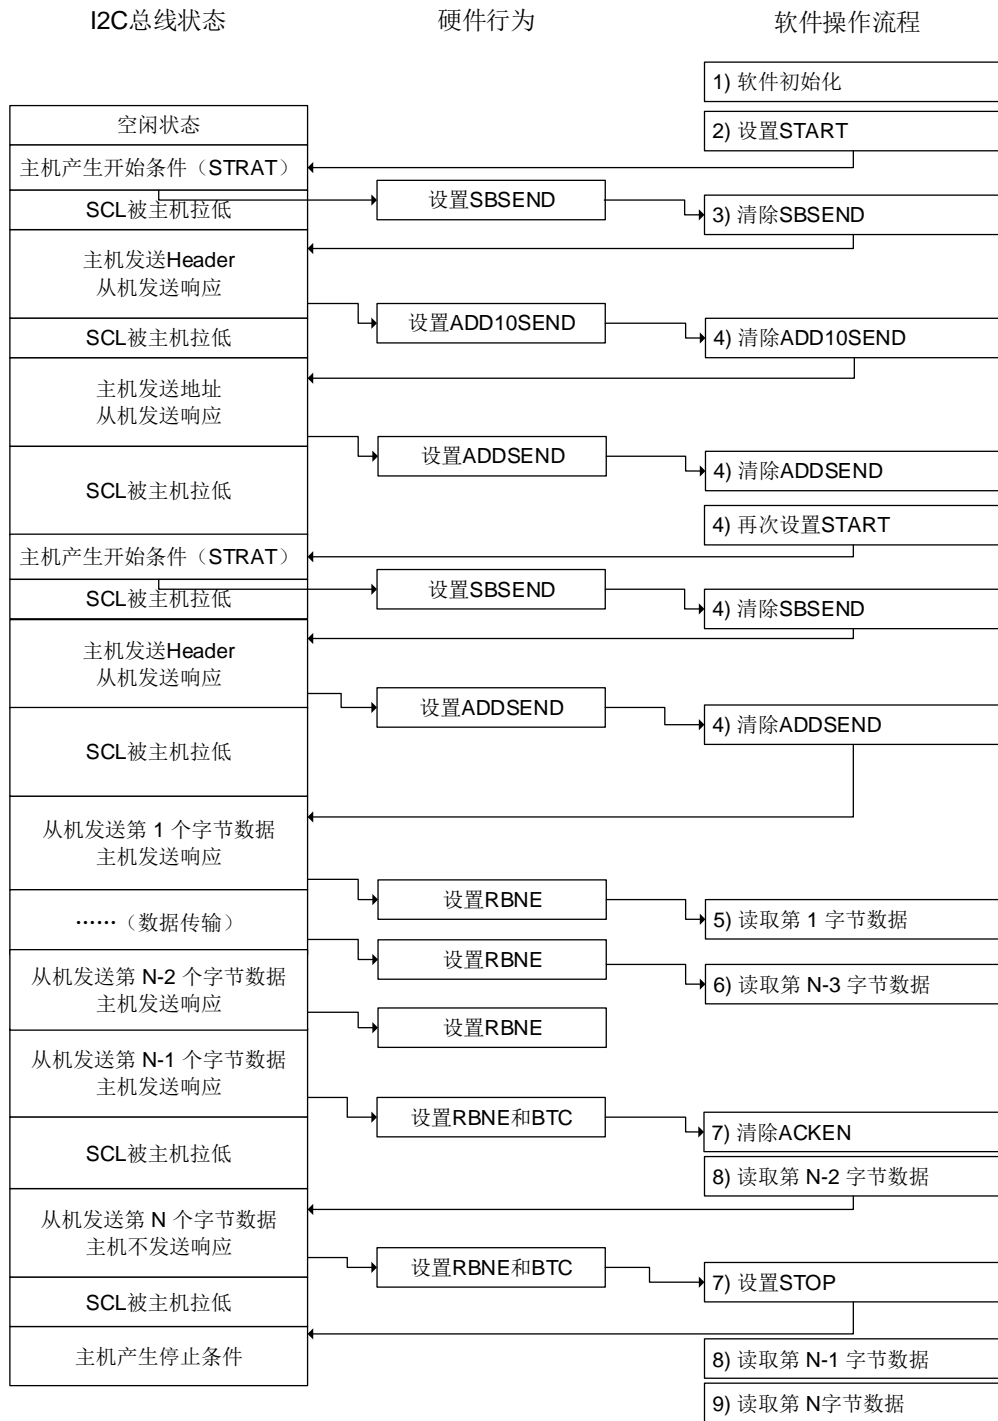 I2C总线状态
硬件行为
软件操作流程
1) 软件初始化
空闲状态
2) 设置START
主机产生开始条件（STRAT）
SCL被主机拉低
设置SBSEND
3) 清除SBSEND
主机发送Header
从机发送响应
设置ADD10SEND
SCL被主机拉低
4) 清除ADD10SEND
主机发送地址
从机发送响应
设置ADDSEND
4) 清除ADDSEND
SCL被主机拉低
4) 再次设置START
主机产生开始条件（STRAT）
设置SBSEND
SCL被主机拉低
4) 清除SBSEND
主机发送Header
从机发送响应
设置ADDSEND
4) 清除ADDSEND
SCL被主机拉低
从机发送第 1 个字节数据
主机发送响应
设置RBNE
5) 读取第 1 字节数据
……（数据传输）
设置RBNE
6) 读取第 N-3 字节数据
从机发送第 N-2 个字节数据
主机发送响应
设置RBNE
从机发送第 N-1 个字节数据
主机发送响应
设置RBNE和BTC
7) 清除ACKEN
SCL被主机拉低
8) 读取第 N-2 字节数据
从机发送第 N 个字节数据
主机不发送响应
设置RBNE和BTC
7) 设置STOP
SCL被主机拉低
主机产生停止条件
8) 读取第 N-1 字节数据
9) 读取第 N字节数据